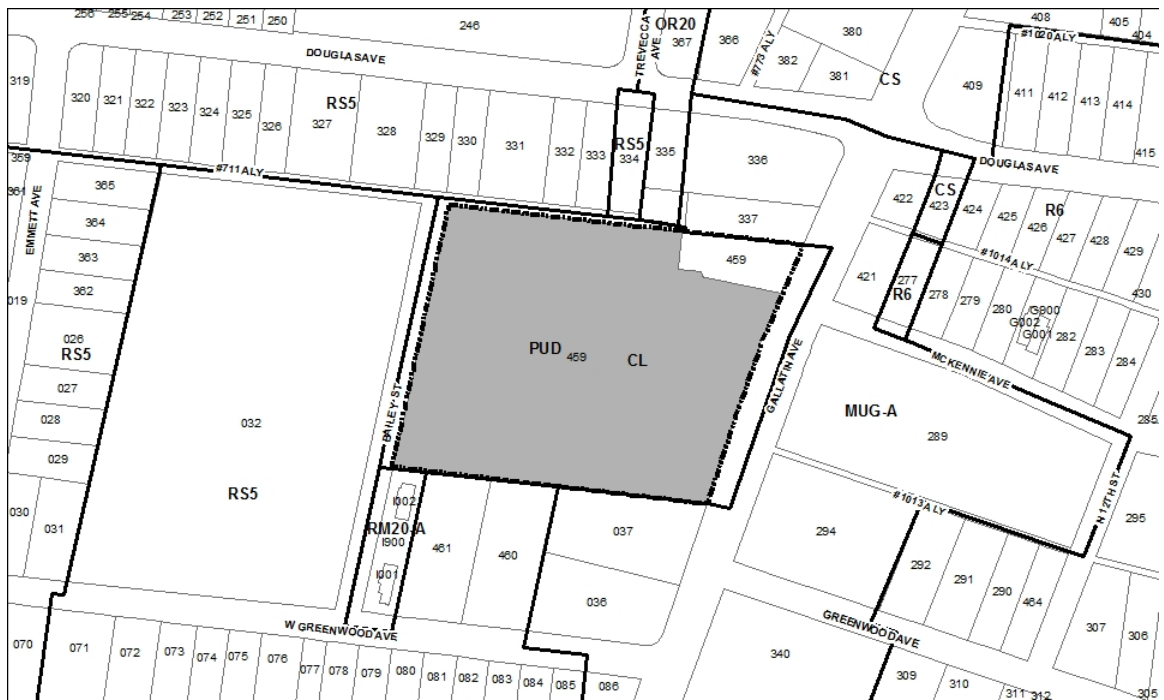 256 255 254 253 252 251 250
246
OR20
367
366
380
382
381
#773 ALY
CS
408
405
404
#1020 ALY
409
411 412 413 414
415
DOUGLAS AVE
TREVECCA AVE
319
320 321 322 323 324 325 326 327 328 329 330 331 332 333 334 335 336
RS5
RS5
DOUGLAS AVE
359
#711 ALY
365
364
363
362
EMMETT AVE
019
337
459
422 423 424 425 426 427 428 429 430
CS
R6
#1014 ALY
421
277
R6
278 279 280
G900
G002
G001
282 283 284
285
026
RS5
027
028
029
030 031
032
RS5
BAILEY ST
PUD
459
CL
GALLATIN AVE
MCKENNIE AVE
MUG-A
289
N 12TH ST
#1013 ALY
295
I002
RM20-A
I900
I001
461
460
037
036
294
292 291 290 464
307 306
305
W GREENWOOD AVE
GREENWOOD AVE
070 071 072 073 074 075 076 077 078 079 080 081 082 083 084 085 086
340
309 310 311 312